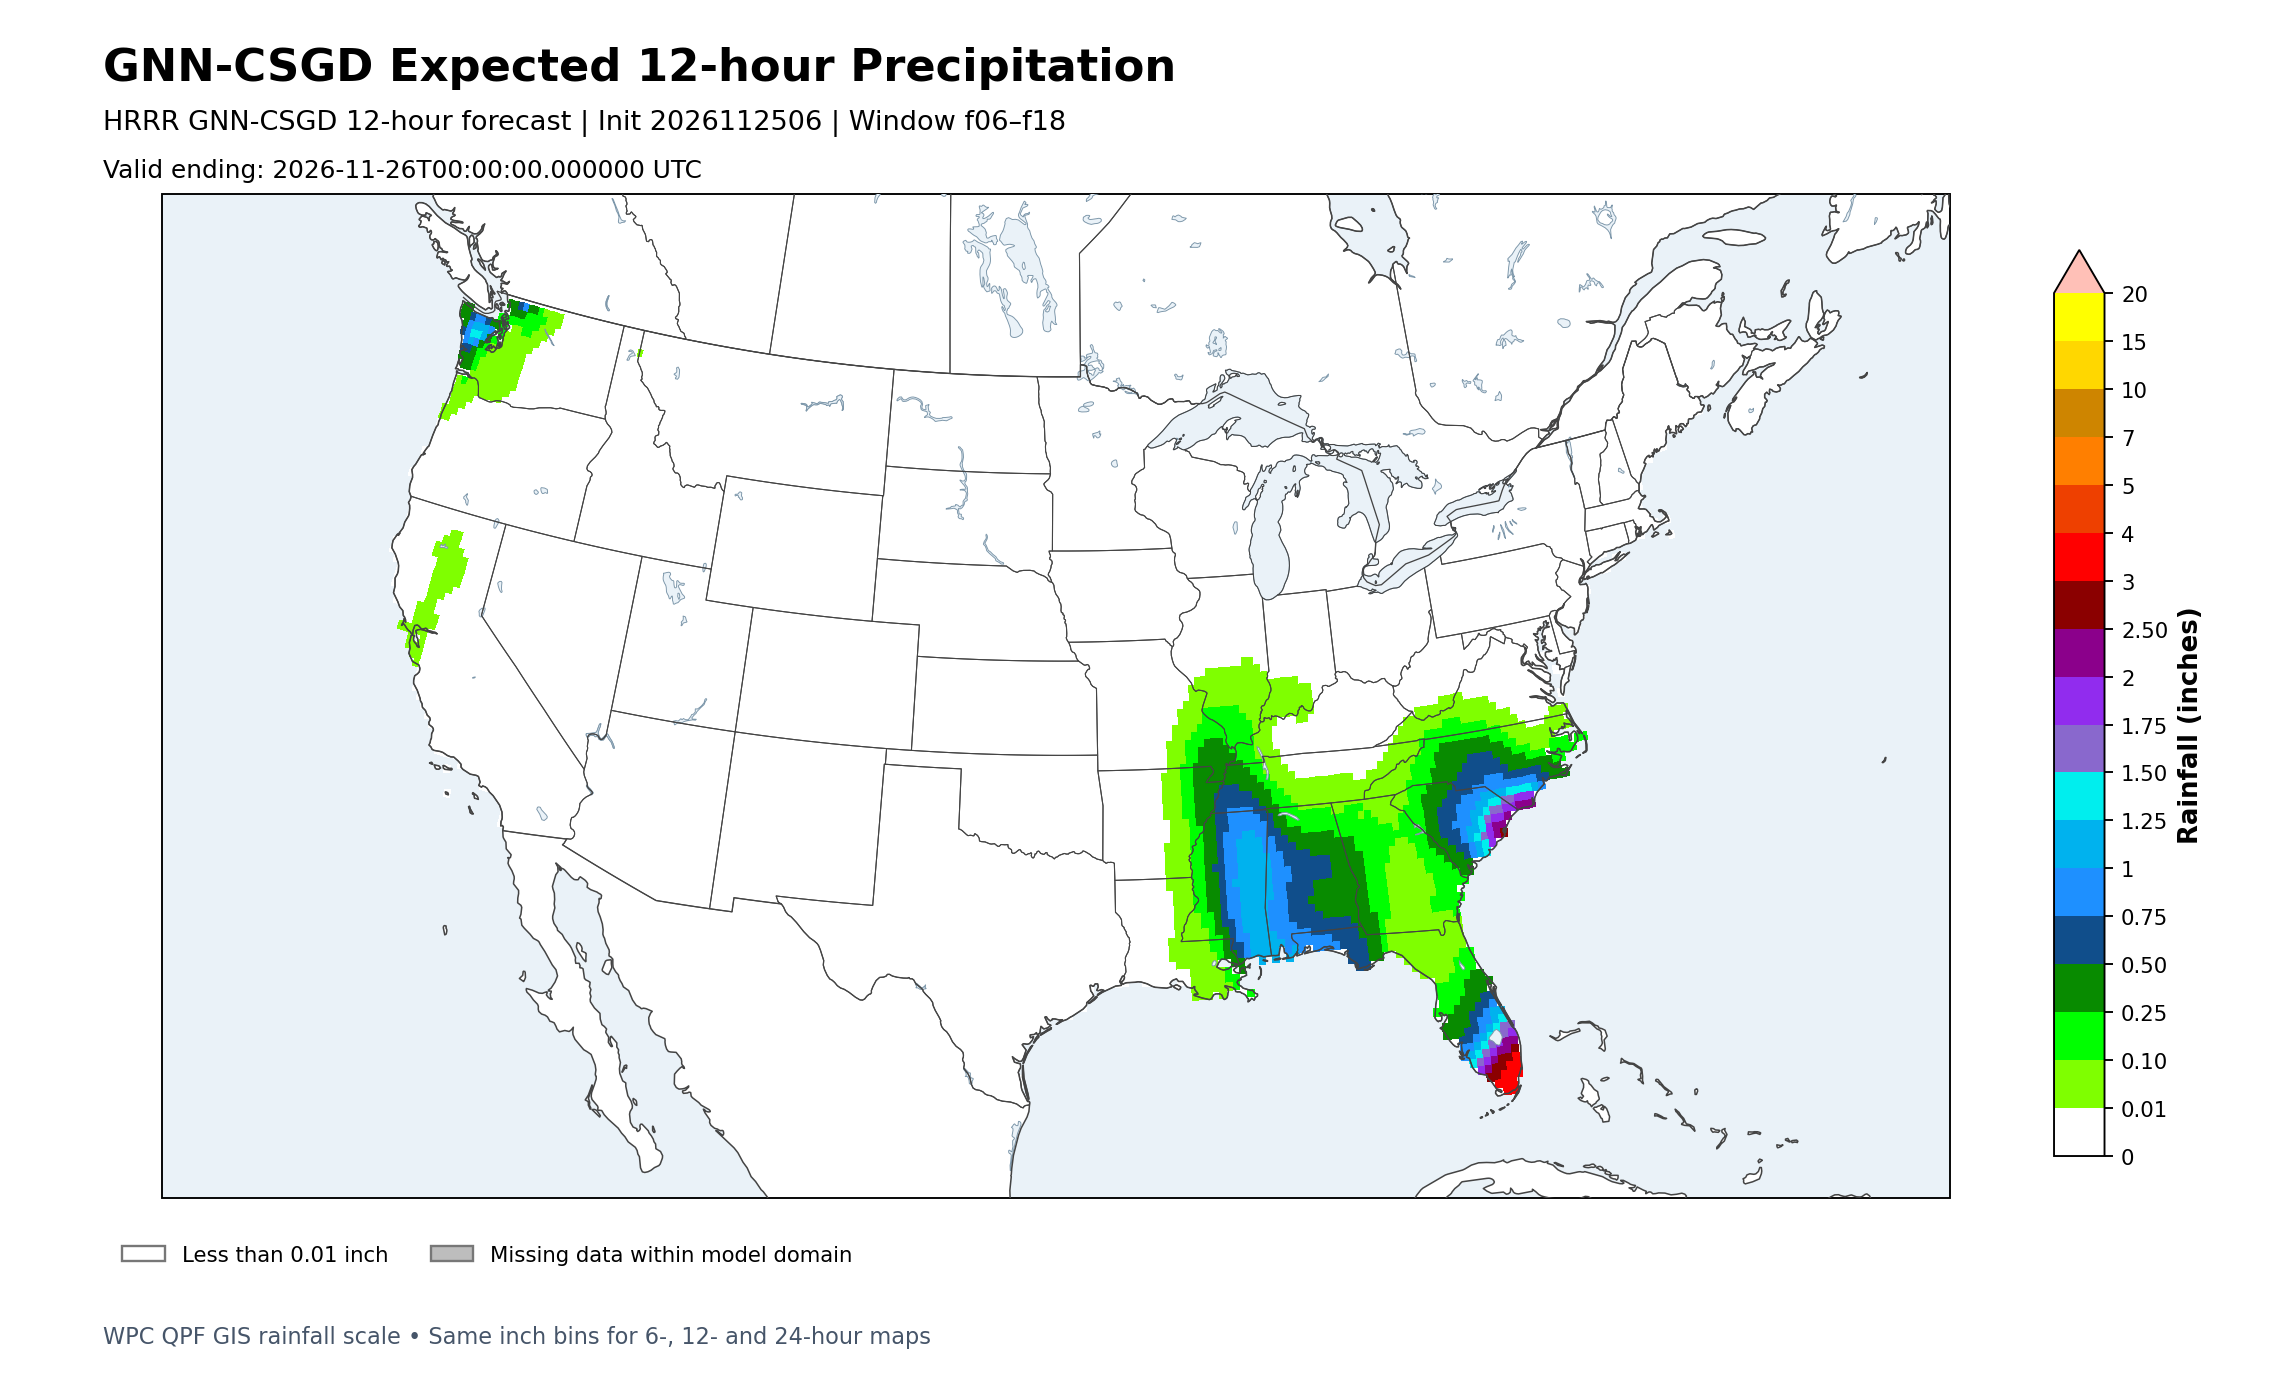 GNN-CSGD Expected 12-hour Precipitation
HRRR GNN-CSGD 12-hour forecast | Init 2026112506 | Window f06–f18
Valid ending: 2026-11-26T00:00:00.000000 UTC
20
15
10
7
5
4
3
2.50
2
1.75
1.50
1.25
1
0.75
0.50
0.25
0.10
0.01
0
Rainfall (inches)
Less than 0.01 inch
Missing data within model domain
WPC QPF GIS rainfall scale • Same inch bins for 6-, 12- and 24-hour maps